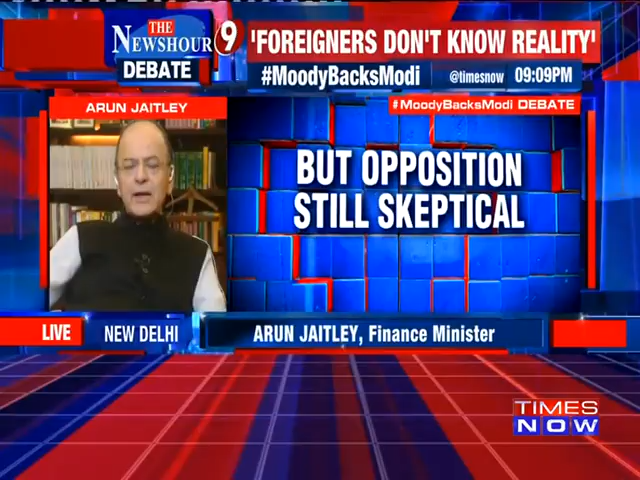 THE
NEWSHOUR 9
DEBATE
'FOREIGNERS DON'T KNOW REALITY'
#MoodyBacksModi
@timesnow
09:09PM
ARUN JAITLEY
#MoodyBacksModi DEBATE
BUT OPPOSITION
STILL SKEPTICAL
LIVE
NEW DELHI
ARUN JAITLEY, Finance Minister
TIMES
NOW